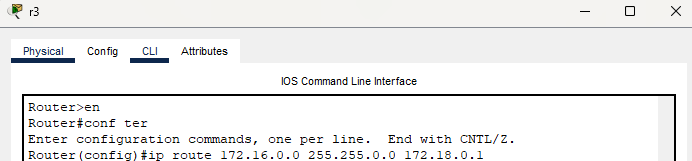 r3
Physical Config CLI Attributes
IOS Command Line Interface
Router>en
Router#conf ter
Enter configuration commands, one per line.  End with CNTL/Z.
Router(config)#ip route 172.16.0.0 255.255.0.0 172.18.0.1